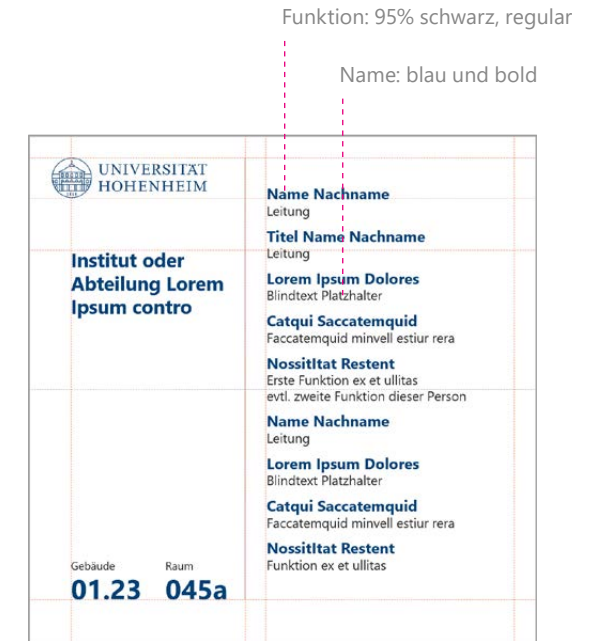 Funktion: 95% schwarz, regular
Name: blau und bold
UNIVERSITÄT
HOHENHEIM
Institut oder
Abteilung Lorem
Ipsum contro
Gebäude
01.23
Raum
045a
Name Nachname
Leitung
Titel Name Nachname
Leitung
Lorem Ipsum Dolores
Blindtext Platzhalter
Catqui Saccatemquid
Faccatemquid minvell estiur rera
NossitItat Restent
Erste Funktion ex et ullitas
evtl. zweite Funktion dieser Person
Name Nachname
Leitung
Lorem Ipsum Dolores
Blindtext Platzhalter
Catqui Saccatemquid
Faccatemquid minvell estiur rera
NossitItat Restent
Funktion ex et ullitas